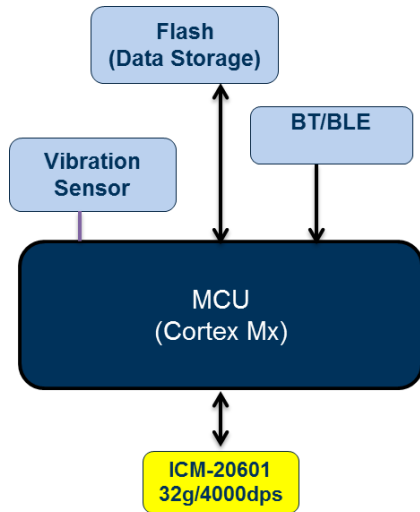 Flash
(Data Storage)
BT/BLE
Vibration
Sensor
MCU
(Cortex Mx)
ICM-20601
32g/4000dps